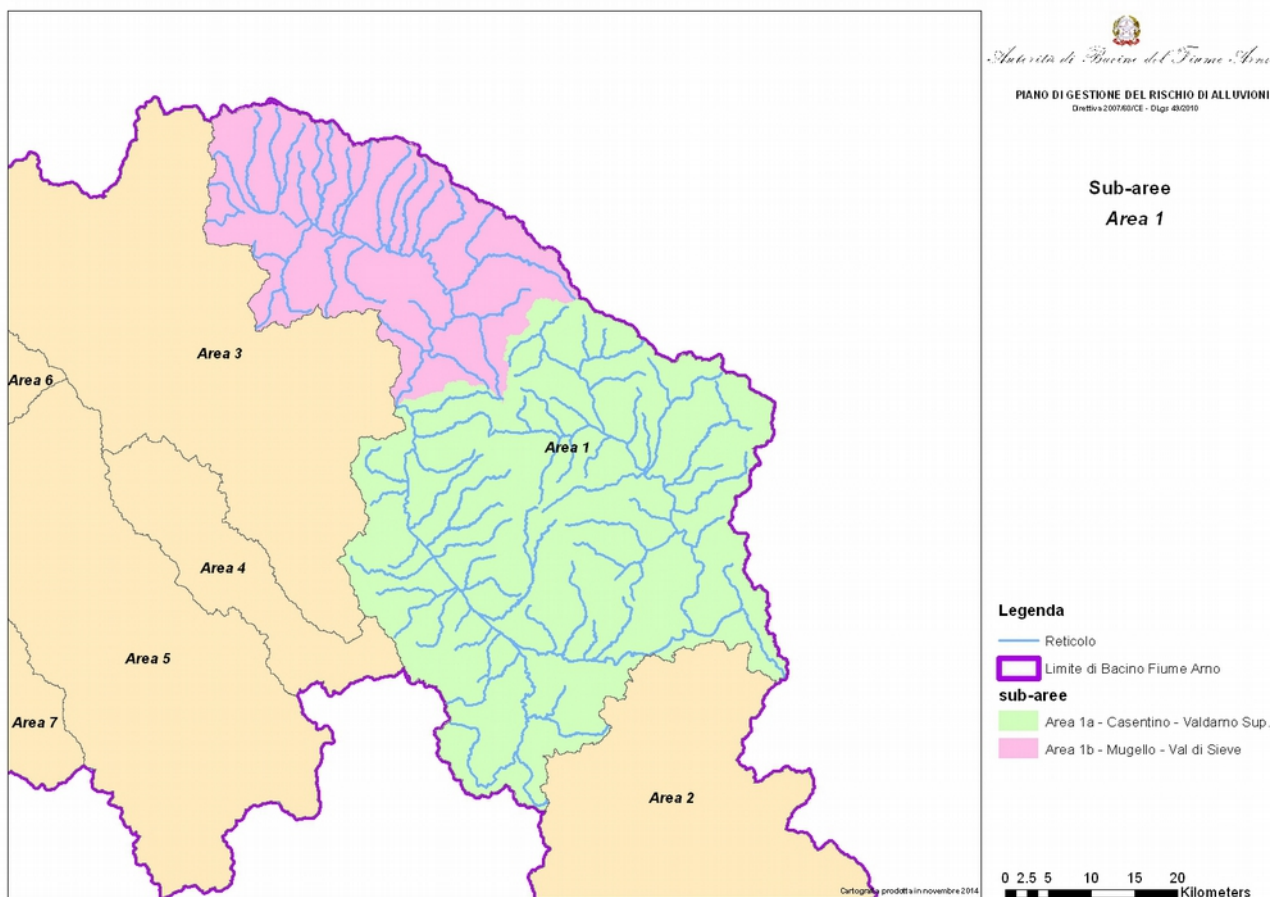 Autorità di Bacino del Fiume Arno
PIANO DI GESTIONE DEL RISCHIO DI ALLUVIONI
Direttiva 2007/60/CE - DLgs 49/2010
Sub-aree
Area 1
Area 3
Area 6
Area 1
Area 4
Area 5
Area 7
Area 2
Legenda
Reticolo
Limite di Bacino Fiume Arno
sub-aree
Area 1a - Casentino - Valdarno Sup.
Area 1b - Mugello - Val di Sieve
0 2.5 5 10 15 20
Kilometers
Cartografia prodotta in novembre 2014